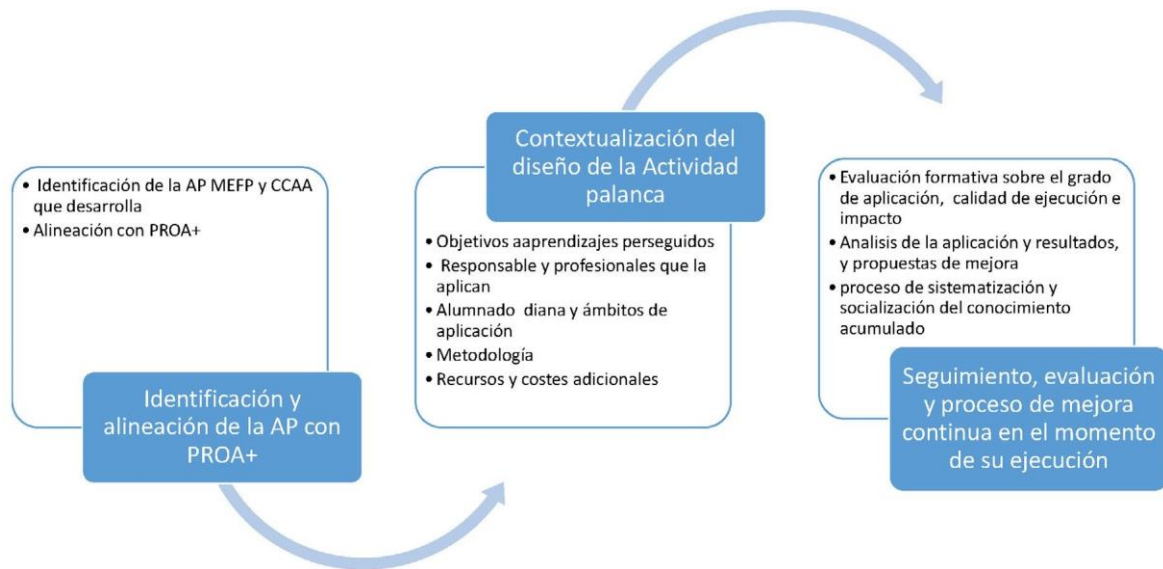 • Identificación de la AP MEFP y CCAA
que desarrolla
• Alineación con PROA+
Identificación y
alineación de la AP con
PROA+
Contextualización del
diseño de la Actividad
palanca
• Objetivos aaprendizajes perseguidos
• Responsable y profesionales que la
aplican
• Alumnado diana y ámbitos de
aplicación
• Metodología
• Recursos y costes adicionales
• Evaluación formativa sobre el grado
de aplicación, calidad de ejecución e
impacto
• Analisis de la aplicación y resultados,
y propuestas de mejora
• proceso de sistematización y
socialización del conocimiento
acumulado
Seguimiento, evaluación
y proceso de mejora
continua en el momento
de su ejecución